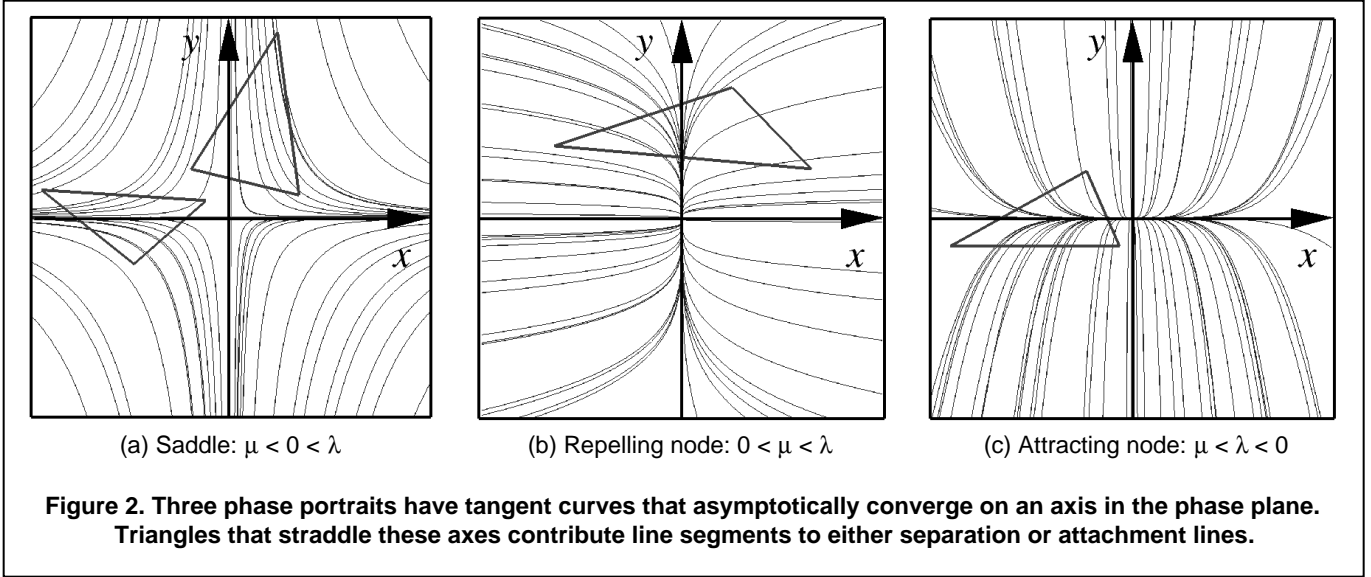 y
x
y
x
y
x
(a) Saddle: μ < 0 < λ
(b) Repelling node: 0 < μ < λ
(c) Attracting node: μ < λ < 0
Figure 2. Three phase portraits have tangent curves that asymptotically converge on an axis in the phase plane.
Triangles that straddle these axes contribute line segments to either separation or attachment lines.